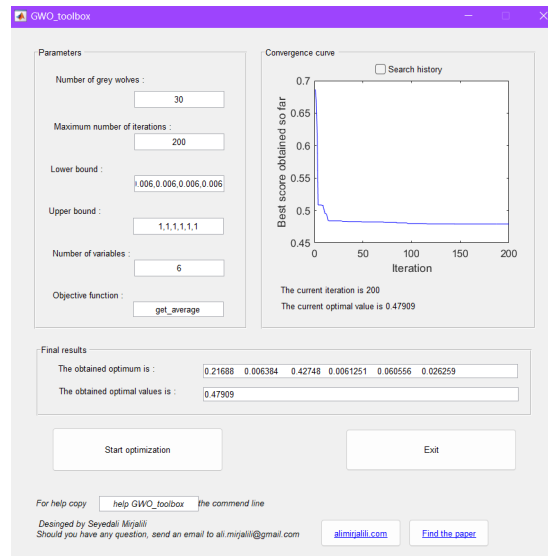 GWO_toolbox
Parameters
Number of grey wolves :
30
Maximum number of iterations :
200
Lower bound :
0.006,0.006,0.006,0.006
Upper bound :
1,1,1,1,1,1
Number of variables :
6
Objective function :
get_average
Convergence curve
Search history
Best score obtained so far
0.7
0.65
0.6
0.55
0.5
0.45
0 50 100 150 200
Iteration
The current iteration is 200
The current optimal value is 0.47909
Final results
The obtained optimum is :
0.21688 0.006384 0.42748 0.0061251 0.060556 0.026259
The obtained optimal values is :
0.47909
Start optimization
Exit
For help copy help GWO_toolbox the commend line
Desinged by Seyedali Mirjalili
Should you have any question, send an email to ali.mirjalili@gmail.com
alimirjalili.com
Find the paper